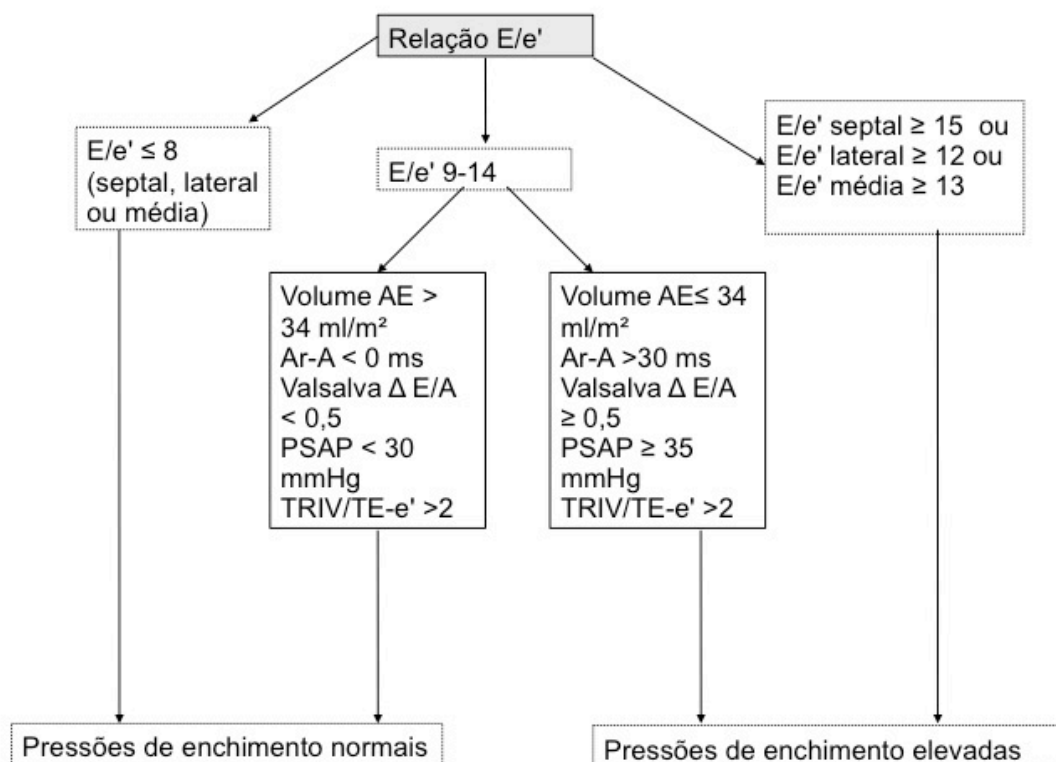 Relação E/e'
E/e' ≤ 8
(septal, lateral
ou média)
E/e' 9-14
E/e' septal ≥ 15 ou
E/e' lateral ≥ 12 ou
E/e' média ≥ 13
Volume AE >
34 ml/m²
Ar-A < 0 ms
Valsalva Δ E/A
< 0,5
PSAP < 30
mmHg
TRIV/TE-e' >2
Volume AE≤ 34
ml/m²
Ar-A >30 ms
Valsalva Δ E/A
≥ 0,5
PSAP ≥ 35
mmHg
TRIV/TE-e' >2
Pressões de enchimento normais
Pressões de enchimento elevadas